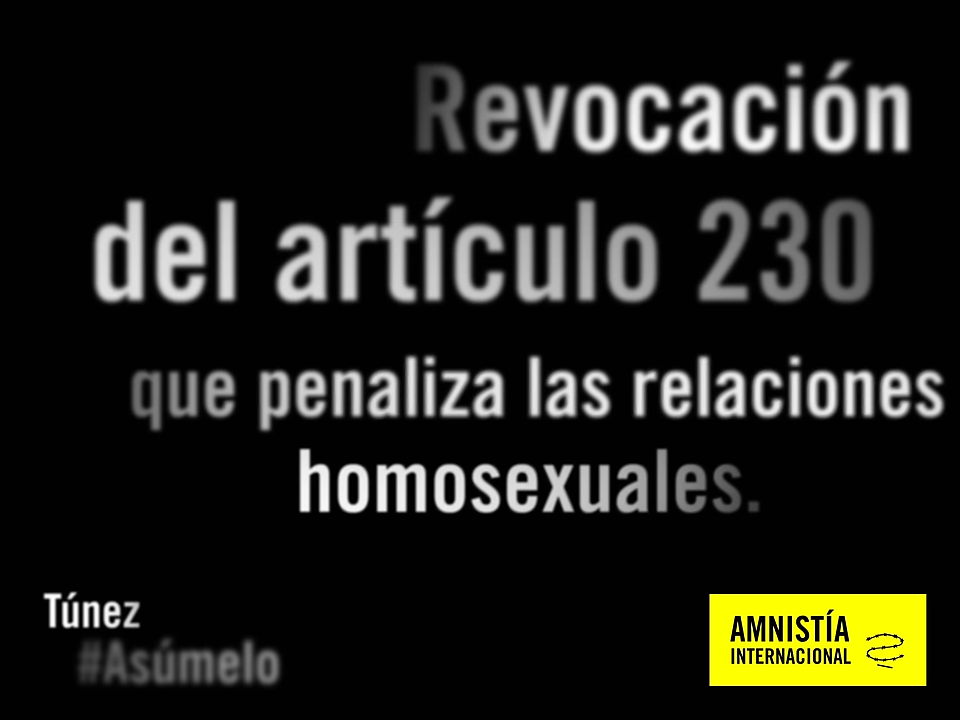 Revocación
del artículo 230
que penaliza las relaciones
homosexuales.
Túnez
#Asúmelo
AMNISTÍA
INTERNACIONAL